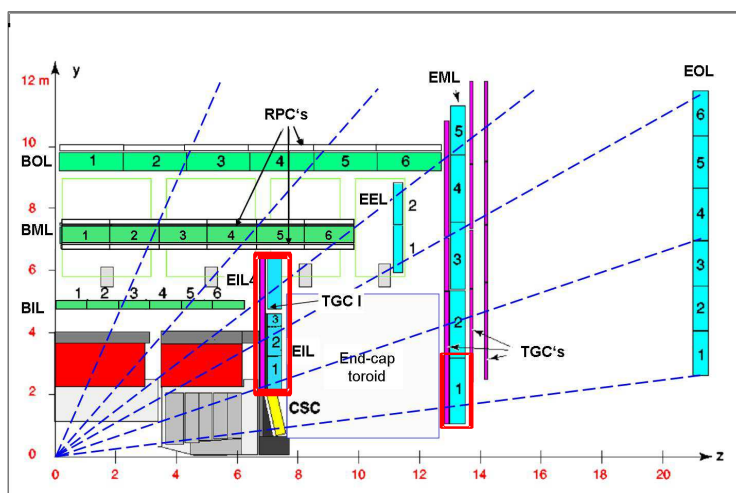 y
12 m
EML
EOL
RPC's
6
5
10
BOL
1 2 3 4 5 6
5
4
EEL
2
8
4
BML
1 2 3 4 5 6
1
3
6
EIL4
3
2
1 2 3 4 5 6
BIL
TGC I
4
3
2
2
TGC's
EIL
1
End-cap
toroid
1
1
2
CSC
0
z
0 2 4 6 8 10 12 14 16 18 20